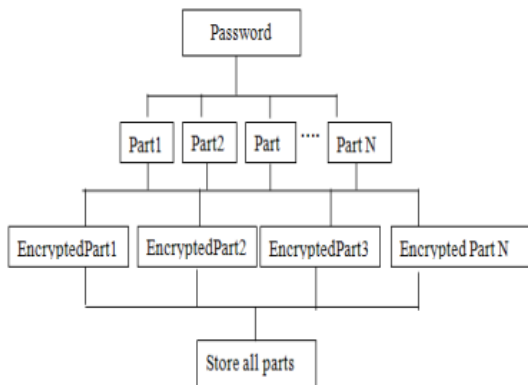 Password
Part1 Part2 Part .... Part N
EncryptedPart1 EncryptedPart2 EncryptedPart3 Encrypted Part N
Store all parts